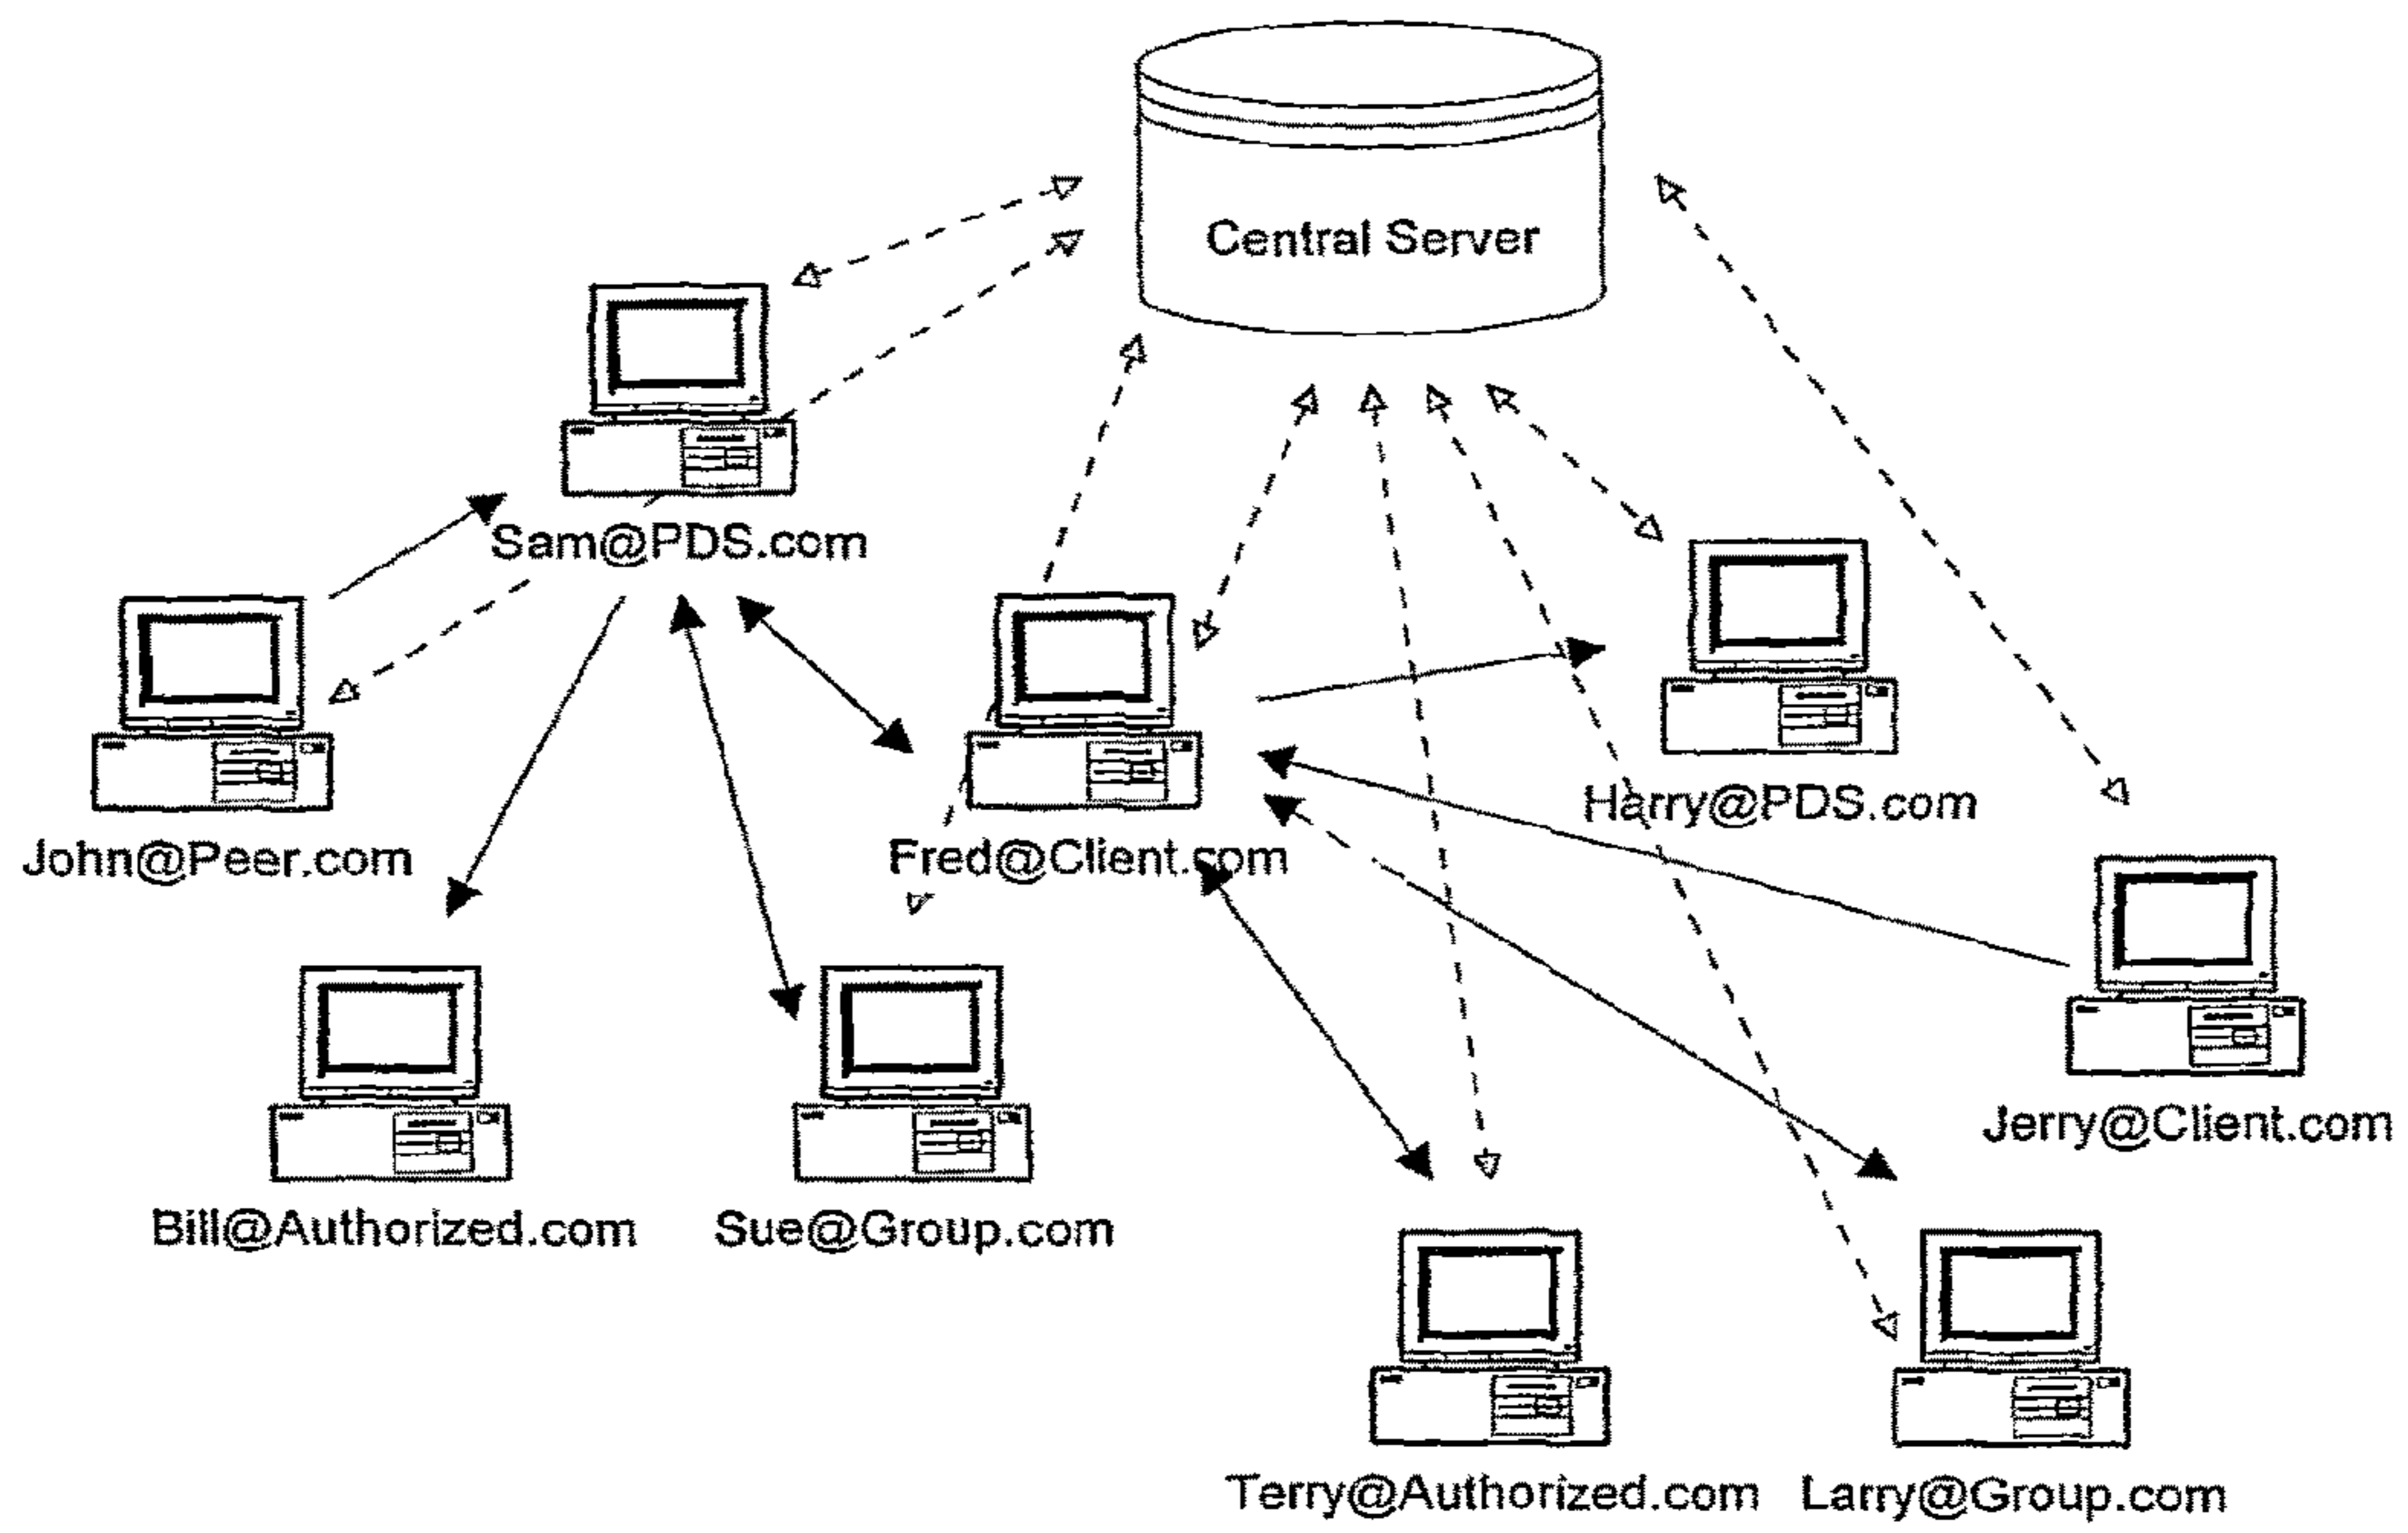 Central Server
Sam@PDS.com
John@Peer.com
Fred@Client.com
Harry@PDS.com
Jerry@Client.com
Bill@Authorized.com
Sue@Group.com
Terry@Authorized.com
Larry@Group.com